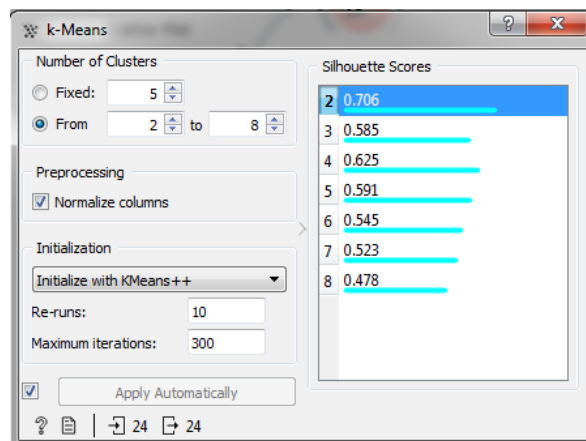 k-Means
Number of Clusters
Fixed: 5
From 2 to 8
Preprocessing
Normalize columns
Initialization
Initialize with KMeans++
Re-runs: 10
Maximum iterations: 300
Apply Automatically
? 24 24
Silhouette Scores
2 0.706
3 0.585
4 0.625
5 0.591
6 0.545
7 0.523
8 0.478